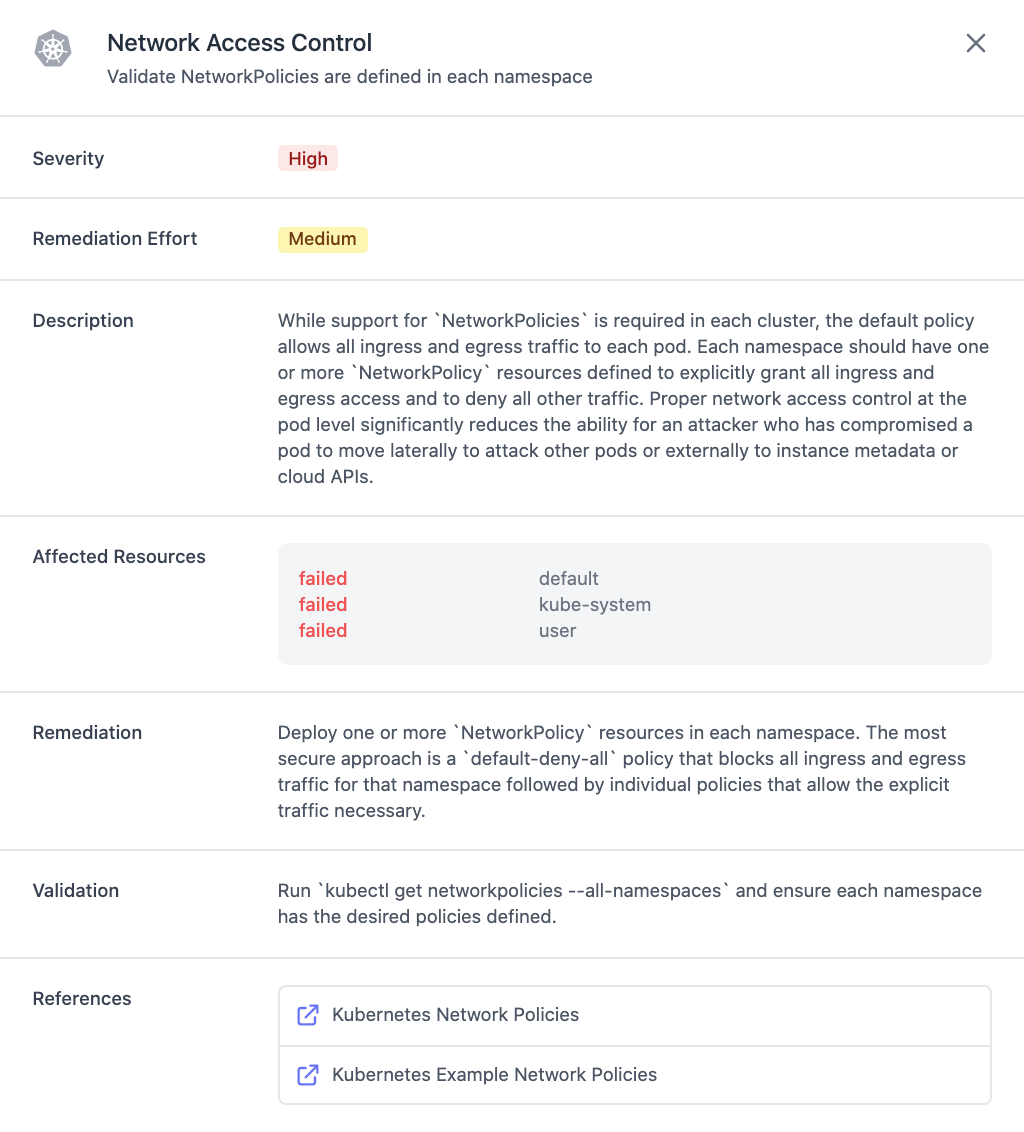 Network Access Control
Validate NetworkPolicies are defined in each namespace
Severity
High
Remediation Effort
Medium
Description
While support for `NetworkPolicies` is required in each cluster, the default policy
allows all ingress and egress traffic to each pod. Each namespace should have one
or more `NetworkPolicy` resources defined to explicitly grant all ingress and
egress access and to deny all other traffic. Proper network access control at the
pod level significantly reduces the ability for an attacker who has compromised a
pod to move laterally to attack other pods or externally to instance metadata or
cloud APIs.
Affected Resources
failed default
failed kube-system
failed user
Remediation
Deploy one or more `NetworkPolicy` resources in each namespace. The most
secure approach is a `default-deny-all` policy that blocks all ingress and egress
traffic for that namespace followed by individual policies that allow the explicit
traffic necessary.
Validation
Run `kubectl get networkpolicies --all-namespaces` and ensure each namespace
has the desired policies defined.
References
Kubernetes Network Policies
Kubernetes Example Network Policies